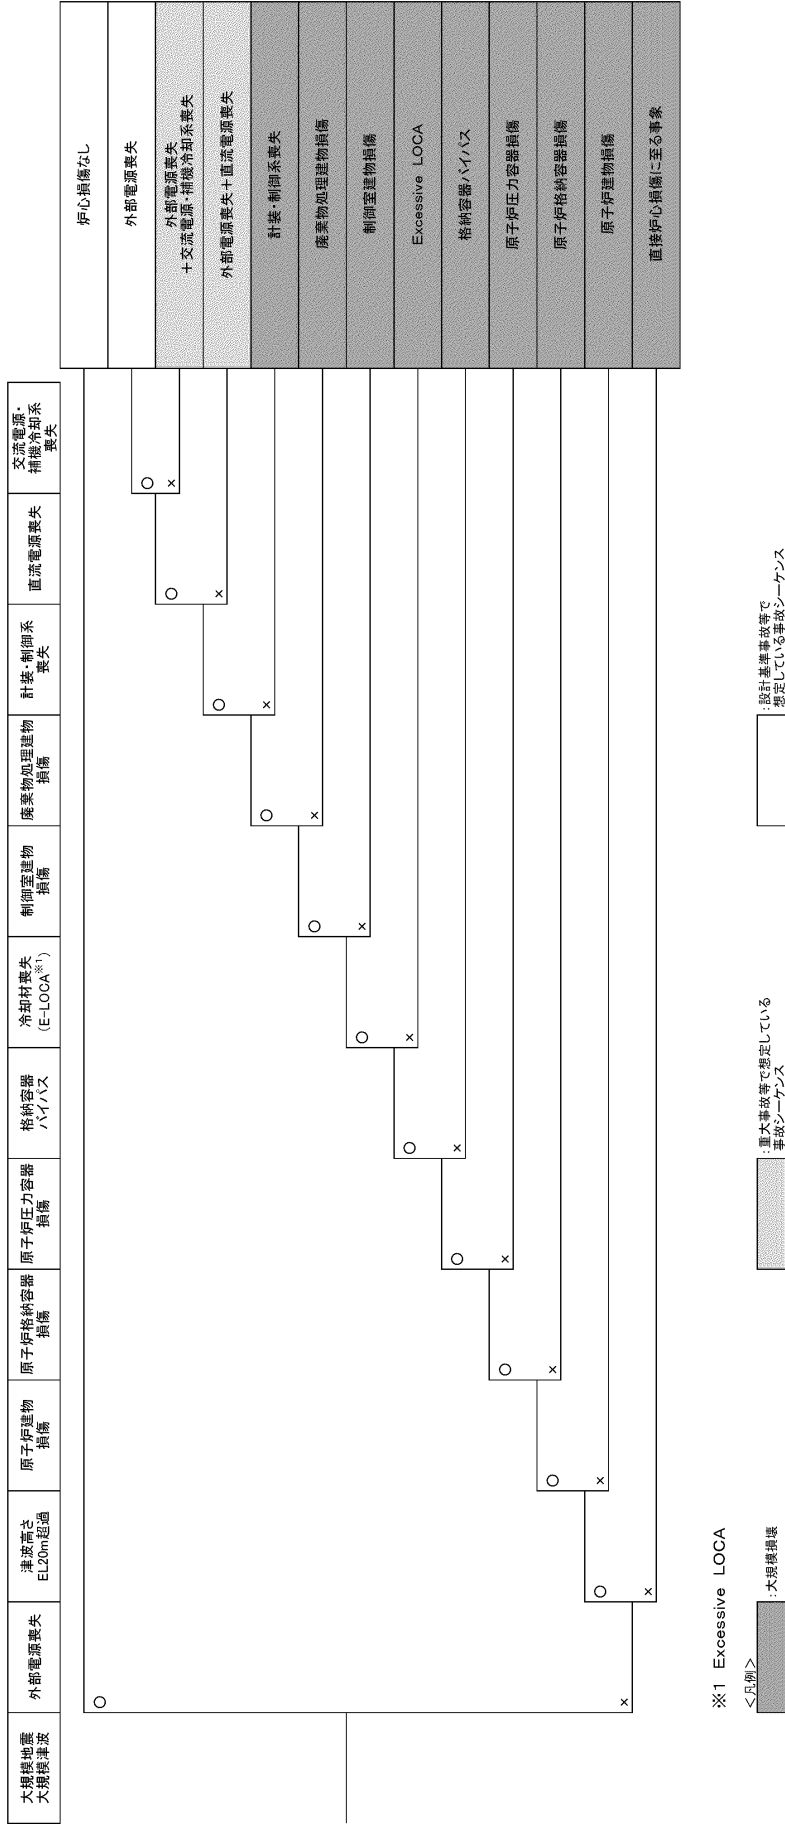 大規模地震
大規模津波
外部電源喪失
津波高さ
EL20m超過
原子炉建物
損傷
原子炉格納容器
損傷
原子炉圧力容器
損傷
格納容器
バイパス
冷却材喪失
(E-LOCA※1)
制御室建物
損傷
廃棄物処理建物
損傷
計装・制御系
喪失
直流電源喪失
交流電源・
補機冷却系
喪失
○
×
○
×
○
×
○
×
○
×
○
×
○
×
○
×
○
×
○
×
○
×
○
×
炉心損傷なし
外部電源喪失
外部電源喪失
＋交流電源・補機冷却系喪失
外部電源喪失＋直流電源喪失
計装・制御系喪失
廃棄物処理建物損傷
制御室建物損傷
Excessive LOCA
格納容器バイパス
原子炉圧力容器損傷
原子炉格納容器損傷
原子炉建物損傷
直接炉心損傷に至る事象
※1 Excessive LOCA
＜凡例＞
：大規模損壊
：重大事故等で想定している
事故シーケンス
：設計基準事故等で
想定している事故シーケンス